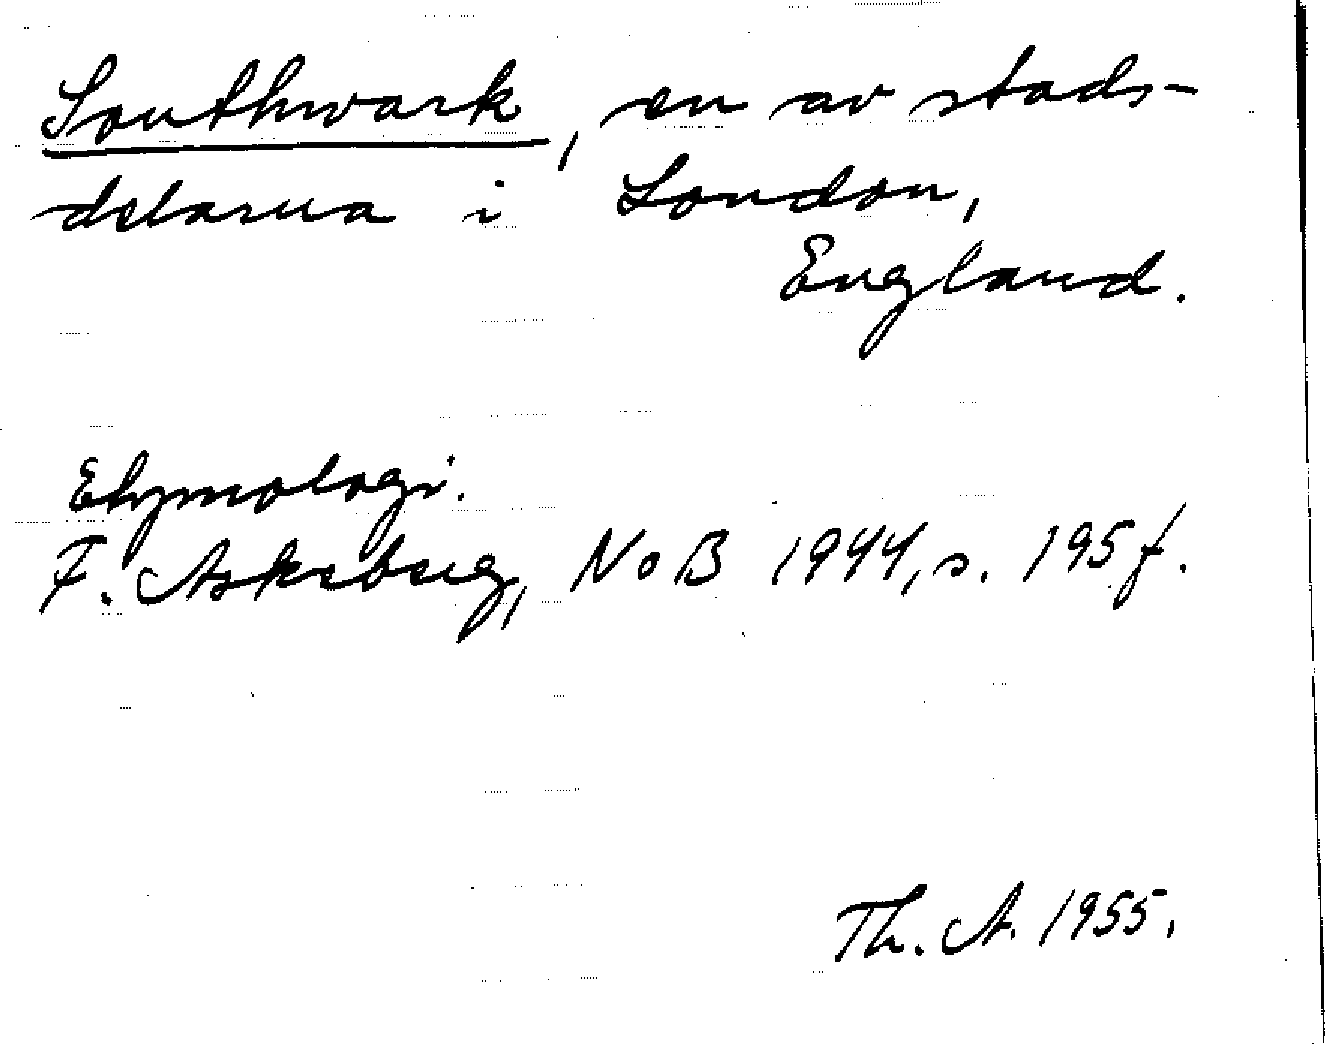 Southwark, en av stads-
delarna i London,
England.
Etymologi.
F. Askeberg, NoB 1944, s. 195 f.
Th. A. 1955.